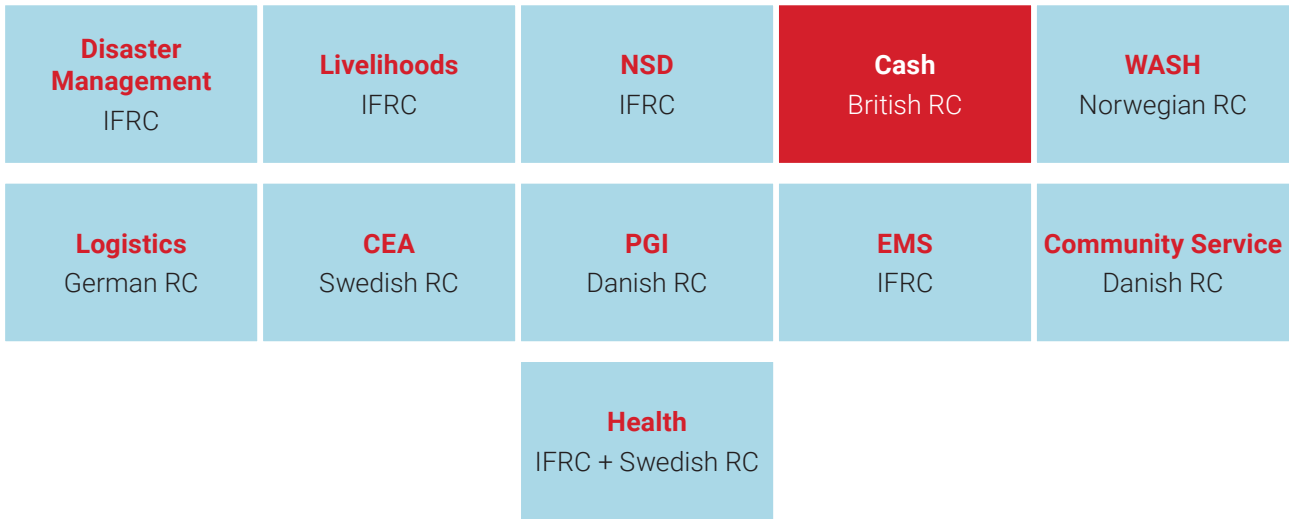 Disaster
Management
IFRC
Livelihoods
IFRC
NSD
IFRC
Cash
British RC
WASH
Norwegian RC
Logistics
German RC
CEA
Swedish RC
PGI
Danish RC
EMS
IFRC
Community Service
Danish RC
Health
IFRC + Swedish RC